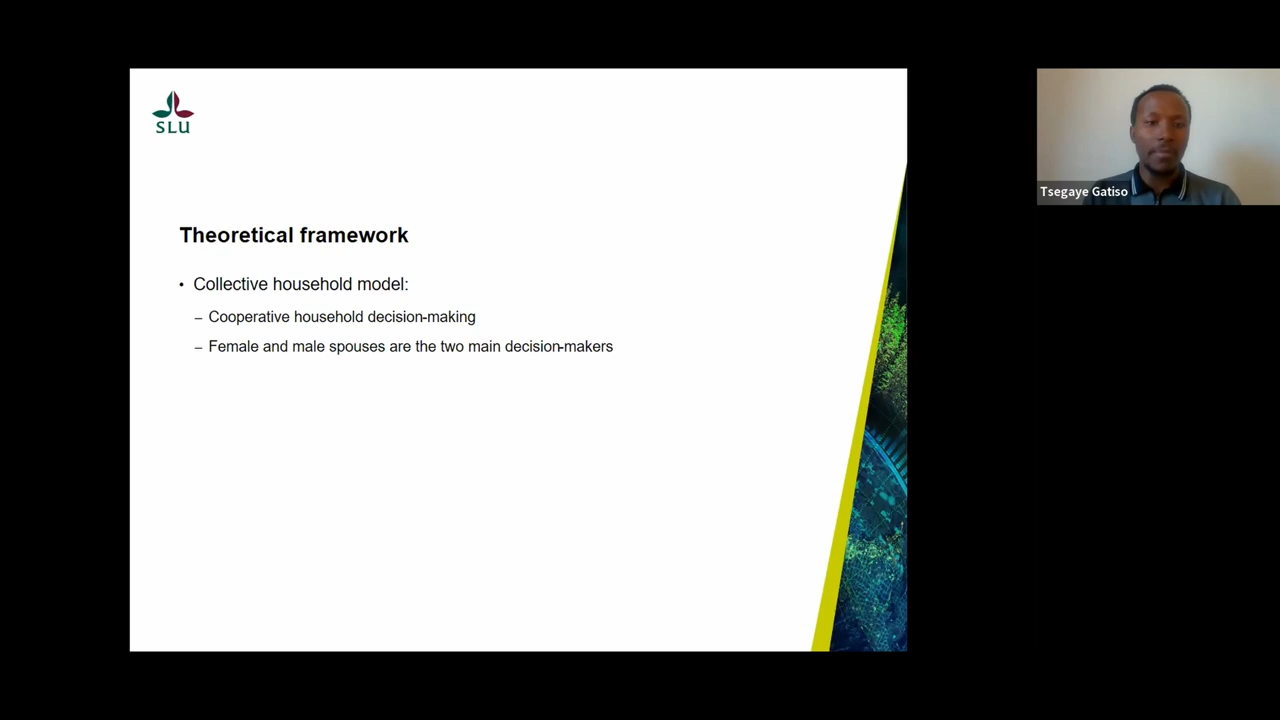 SLU
Theoretical framework
• Collective household model:
– Cooperative household decision-making
– Female and male spouses are the two main decision-makers
Tsegaye Gatiso